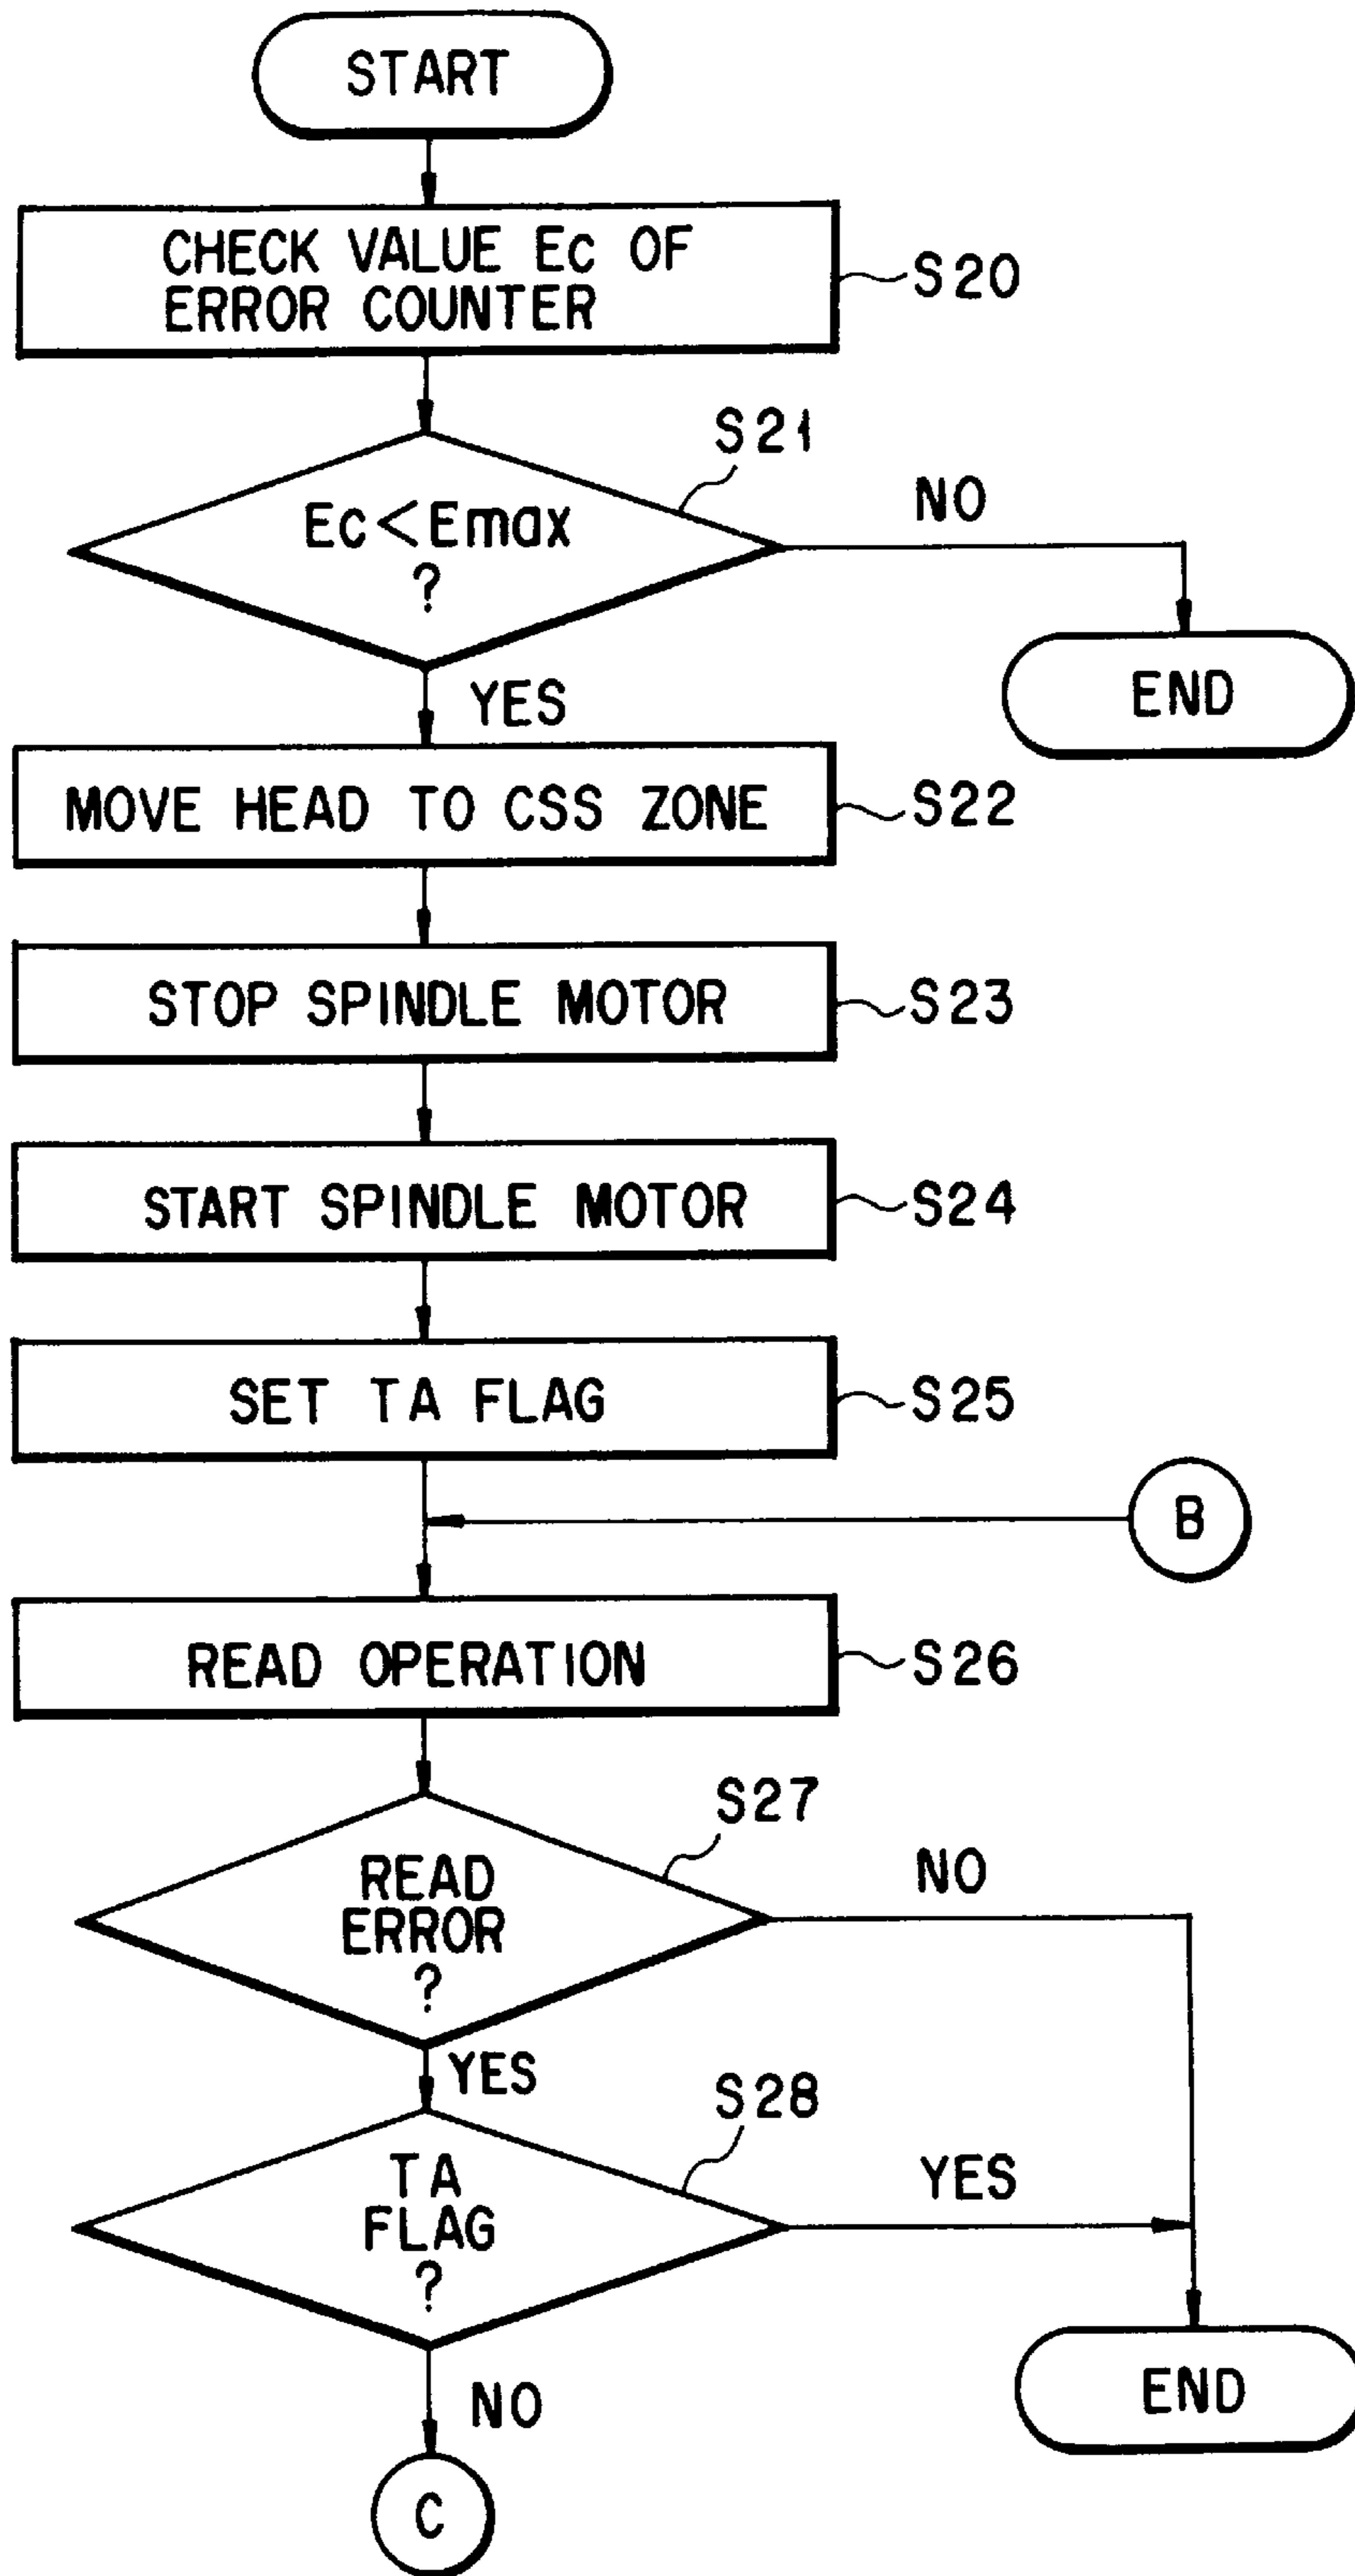 START
CHECK VALUE Ec OF
ERROR COUNTER
S20
S21
Ec<Emax
?
NO
END
YES
MOVE HEAD TO CSS ZONE
S22
STOP SPINDLE MOTOR
S23
START SPINDLE MOTOR
S24
SET TA FLAG
S25
B
READ OPERATION
S26
S27
READ
ERROR
?
NO
YES
S28
TA
FLAG
?
YES
NO
END
C